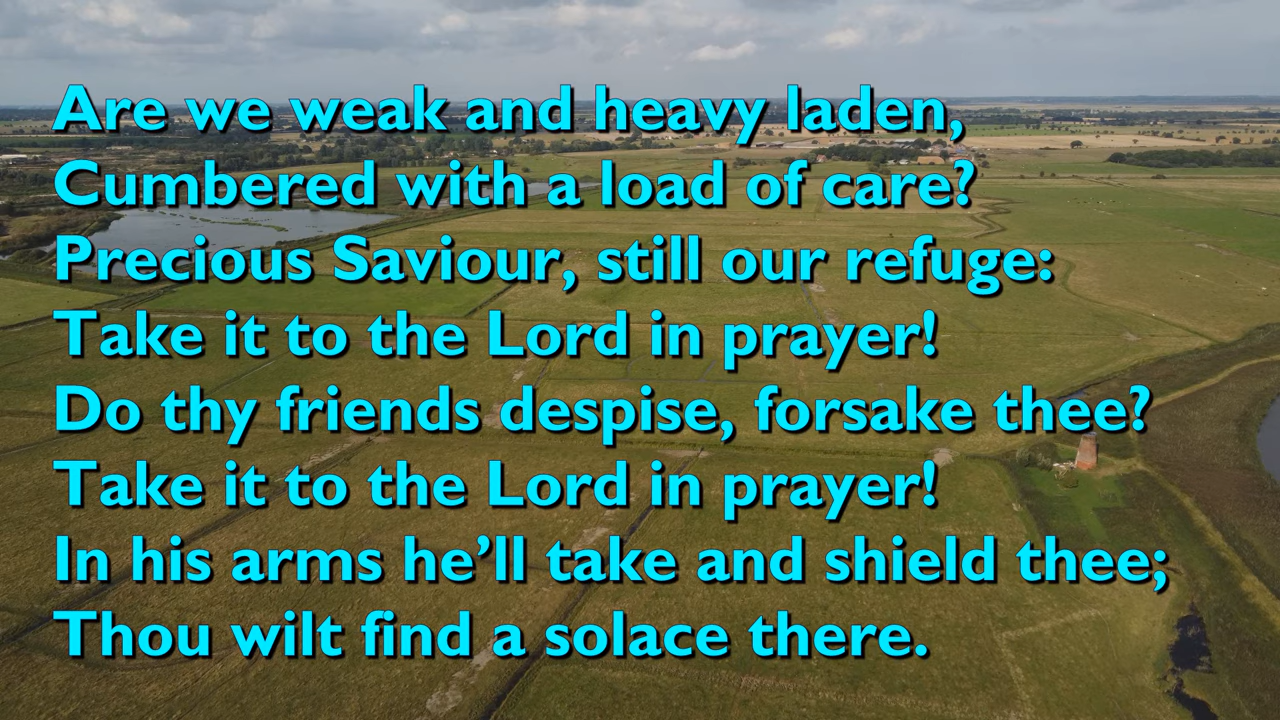 Are we weak and heavy laden,
Cumbered with a load of care?
Precious Saviour, still our refuge:
Take it to the Lord in prayer!
Do thy friends despise, forsake thee?
Take it to the Lord in prayer!
In his arms he’ll take and shield thee;
Thou wilt find a solace there.